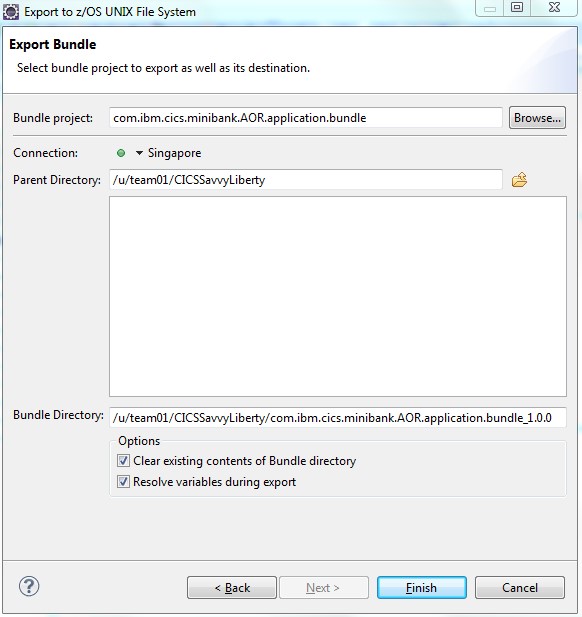 Export to z/OS UNIX File System
Export Bundle
Select bundle project to export as well as its destination.
Bundle project: com.ibm.cics.minibank.AOR.application.bundle Browse...
Connection: Singapore
Parent Directory: /u/team01/CICSSavvyLiberty
Bundle Directory: /u/team01/CICSSavvyLiberty/com.ibm.cics.minibank.AOR.application.bundle_1.0.0
Options
Clear existing contents of Bundle directory
Resolve variables during export
? < Back Next > Finish Cancel